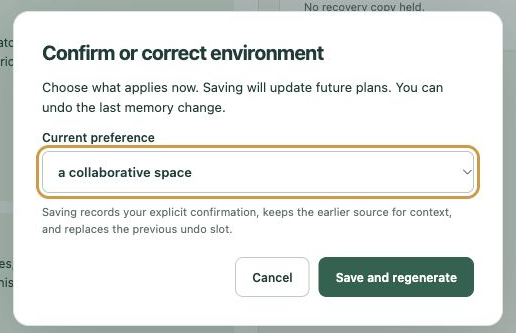 No recovery copy held.
Confirm or correct environment
Choose what applies now. Saving will update future plans. You can
undo the last memory change.
Current preference
a collaborative space
Saving records your explicit confirmation, keeps the earlier source for context,
and replaces the previous undo slot.
Cancel
Save and regenerate